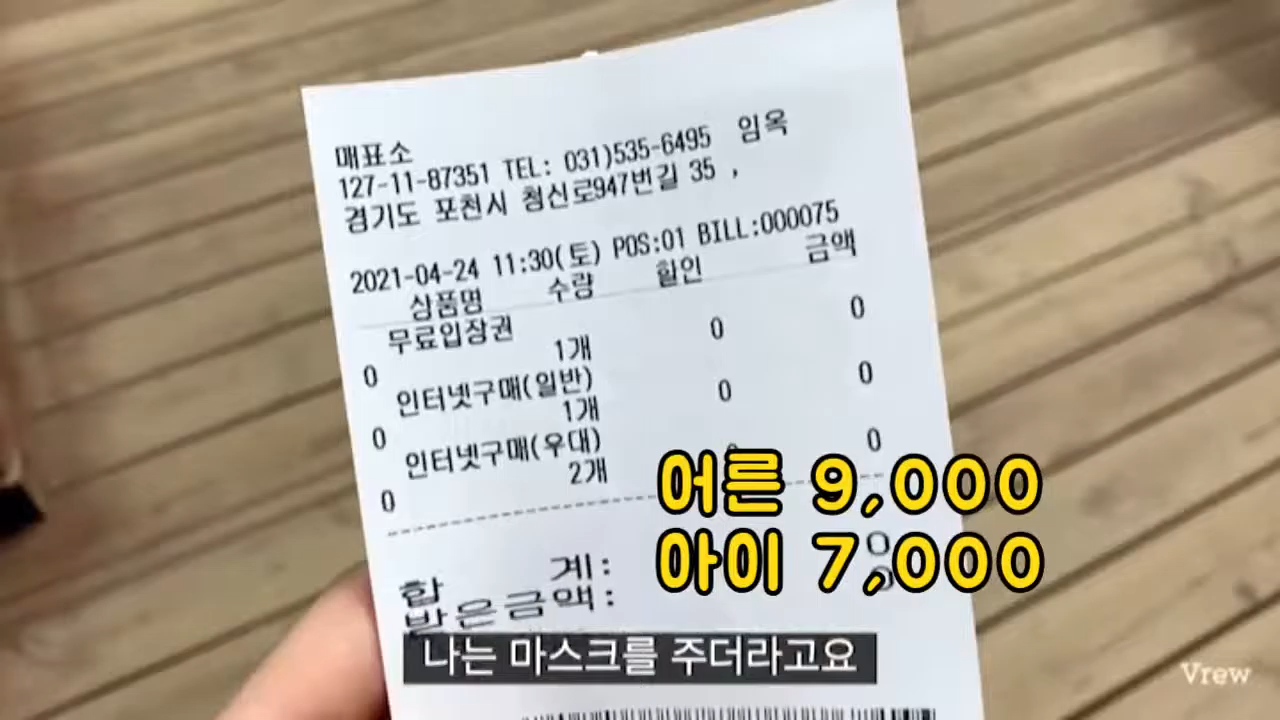 매표소
127-11-87351 TEL: 031)535-6495 임옥
경기도 포천시 청신로947번길 35 ,
2021-04-24 11:30(토) POS:01 BILL:000075
상품명 수량 할인 금액
무료입장권
0 1개 0 0
인터넷구매(일반)
0 1개 0 0
인터넷구매(우대)
0 2개 0
어른 9,000
아이 7,000
합 계: 0
받은금액:
나는 마스크를 주더라고요
Vrew